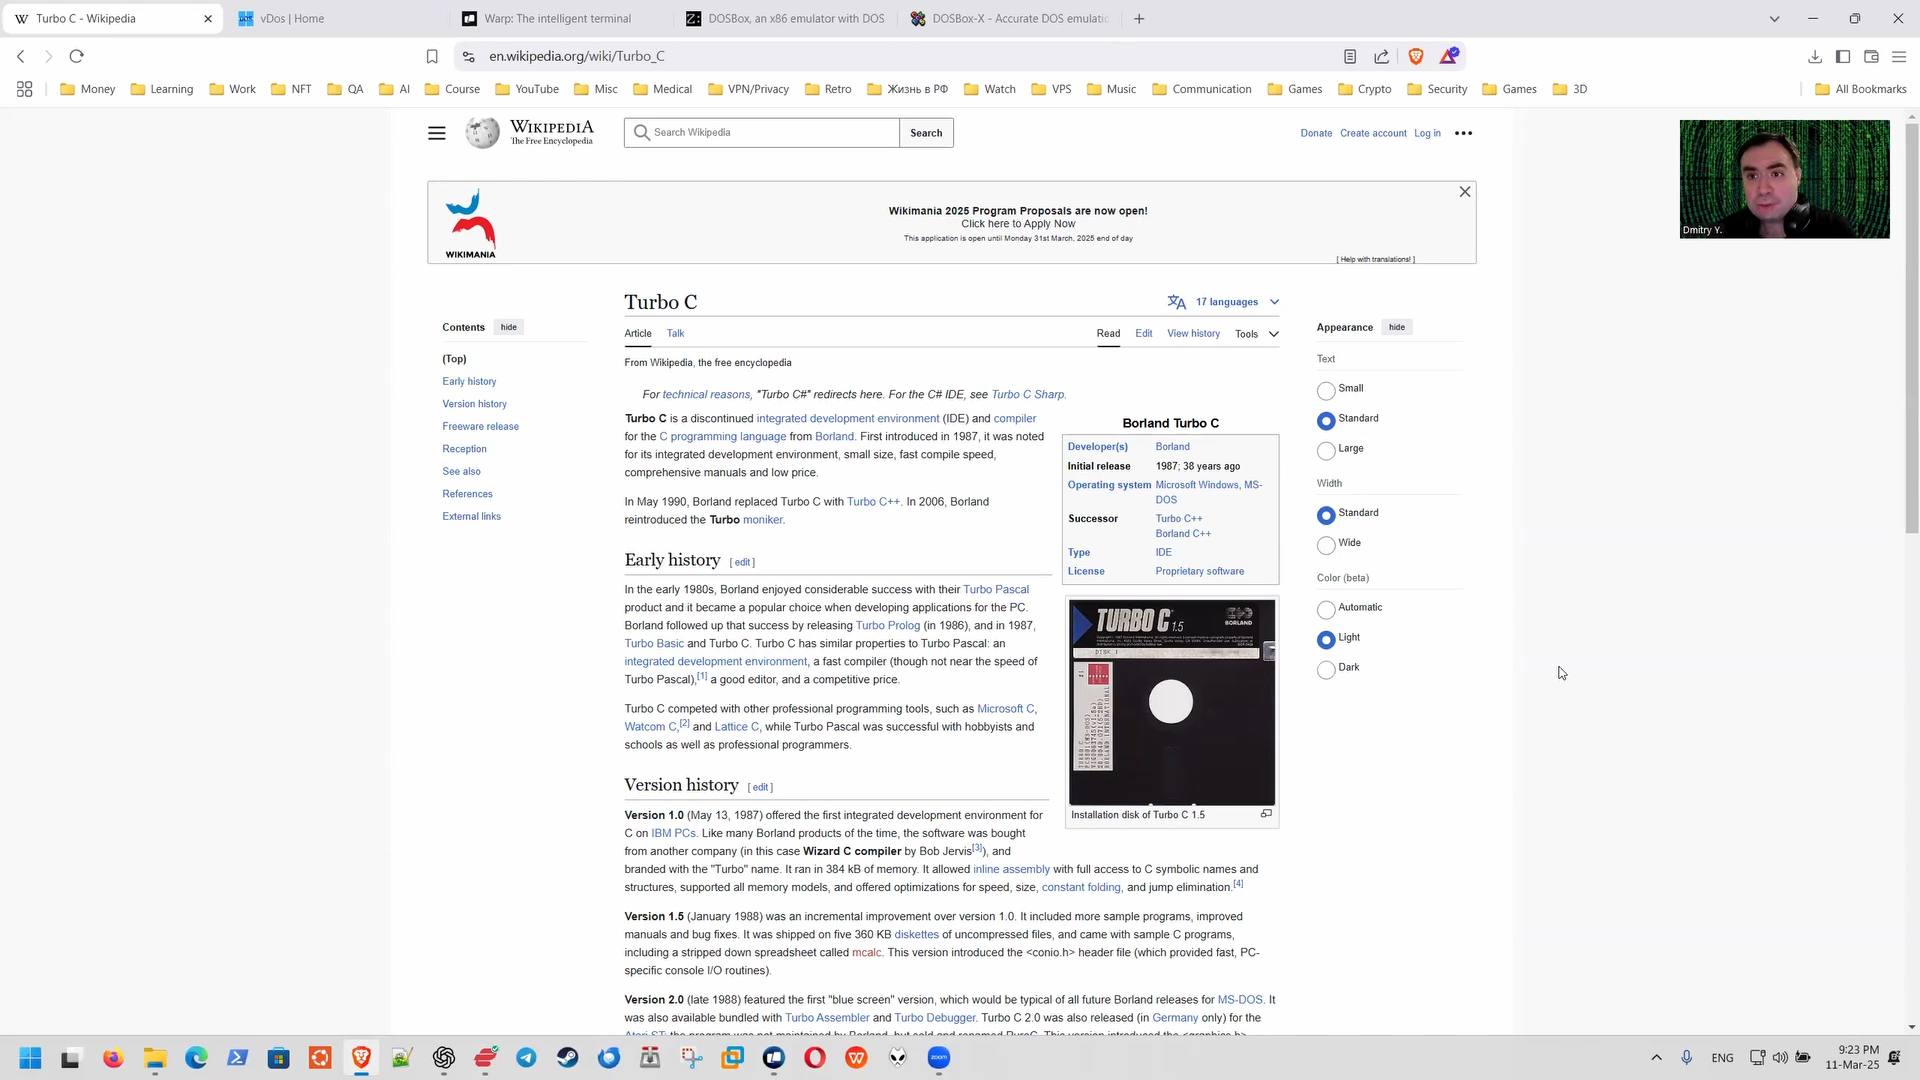 Turbo C - Wikipedia
vDos | Home
Warp: The intelligent terminal
DOSBox, an x86 emulator with DOS
DOSBox-X - Accurate DOS emulatic
en.wikipedia.org/wiki/Turbo_C
Money
Learning
Work
NFT
QA
AI
Course
YouTube
Misc
Medical
VPN/Privacy
Retro
Жизнь в РФ
Watch
VPS
Music
Communication
Games
Crypto
Security
Games
3D
All Bookmarks
WIKIPEDIA
The Free Encyclopedia
Search Wikipedia
Search
Donate
Create account
Log in
Dmitry Y.
WIKIMANIA
Wikimania 2025 Program Proposals are now open!
Click here to Apply Now
This application is open until Monday 31st March, 2025 end of day
[ Help with translations! ]
Contents
hide
(Top)
Early history
Version history
Freeware release
Reception
See also
References
External links
Turbo C
17 languages
Article
Talk
Read
Edit
View history
Tools
From Wikipedia, the free encyclopedia
For technical reasons, "Turbo C#" redirects here. For the C# IDE, see Turbo C Sharp.
Turbo C is a discontinued integrated development environment (IDE) and compiler
for the C programming language from Borland. First introduced in 1987, it was noted
for its integrated development environment, small size, fast compile speed,
comprehensive manuals and low price.
In May 1990, Borland replaced Turbo C with Turbo C++. In 2006, Borland
reintroduced the Turbo moniker.
Early history [ edit ]
In the early 1980s, Borland enjoyed considerable success with their Turbo Pascal
product and it became a popular choice when developing applications for the PC.
Borland followed up that success by releasing Turbo Prolog (in 1986), and in 1987,
Turbo Basic and Turbo C. Turbo C has similar properties to Turbo Pascal: an
integrated development environment, a fast compiler (though not near the speed of
Turbo Pascal),[1] a good editor, and a competitive price.
Turbo C competed with other professional programming tools, such as Microsoft C,
Watcom C,[2] and Lattice C, while Turbo Pascal was successful with hobbyists and
schools as well as professional programmers.
Version history [ edit ]
Version 1.0 (May 13, 1987) offered the first integrated development environment for
C on IBM PCs. Like many Borland products of the time, the software was bought
from another company (in this case Wizard C compiler by Bob Jervis[3]), and
branded with the "Turbo" name. It ran in 384 kB of memory. It allowed inline assembly with full access to C symbolic names and
structures, supported all memory models, and offered optimizations for speed, size, constant folding, and jump elimination.[4]
Version 1.5 (January 1988) was an incremental improvement over version 1.0. It included more sample programs, improved
manuals and bug fixes. It was shipped on five 360 KB diskettes of uncompressed files, and came with sample C programs,
including a stripped down spreadsheet called mcalc. This version introduced the <conio.h> header file (which provided fast, PC-
specific console I/O routines).
Version 2.0 (late 1988) featured the first "blue screen" version, which would be typical of all future Borland releases for MS-DOS. It
was also available bundled with Turbo Assembler and Turbo Debugger. Turbo C 2.0 was also released (in Germany only) for the
Atari ST; the program was not maintained by Borland, but sold and renamed PureC. This version introduced the <graphics.h>
Borland Turbo C
Developer(s) Borland
Initial release 1987; 38 years ago
Operating system Microsoft Windows, MS-
DOS
Successor Turbo C++
Borland C++
Type IDE
License Proprietary software
TURBO C 1.5
BORLAND
DISK 1
Installation disk of Turbo C 1.5
Appearance
hide
Text
Small
Standard
Large
Width
Standard
Wide
Color (beta)
Automatic
Light
Dark
zoom
ENG
9:23 PM
11-Mar-25